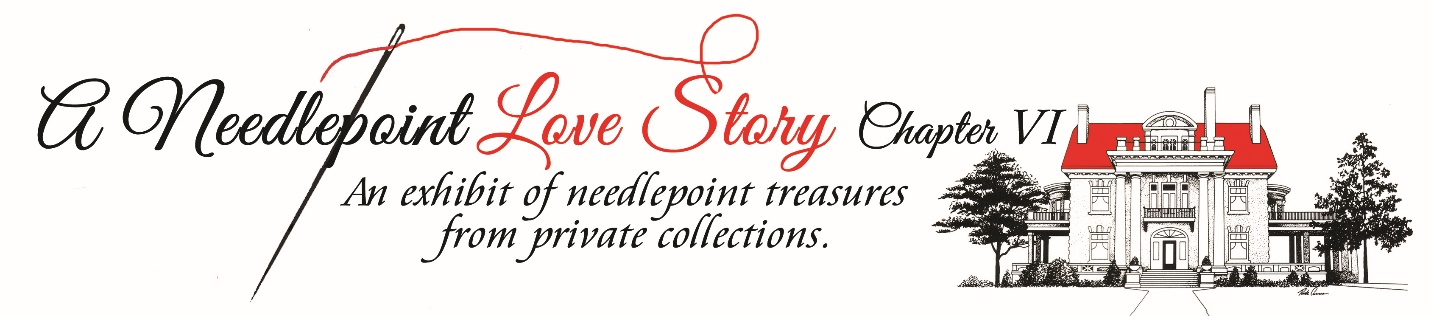 A Needlepoint Love Story Chapter VI
An exhibit of needlepoint treasures
from private collections.